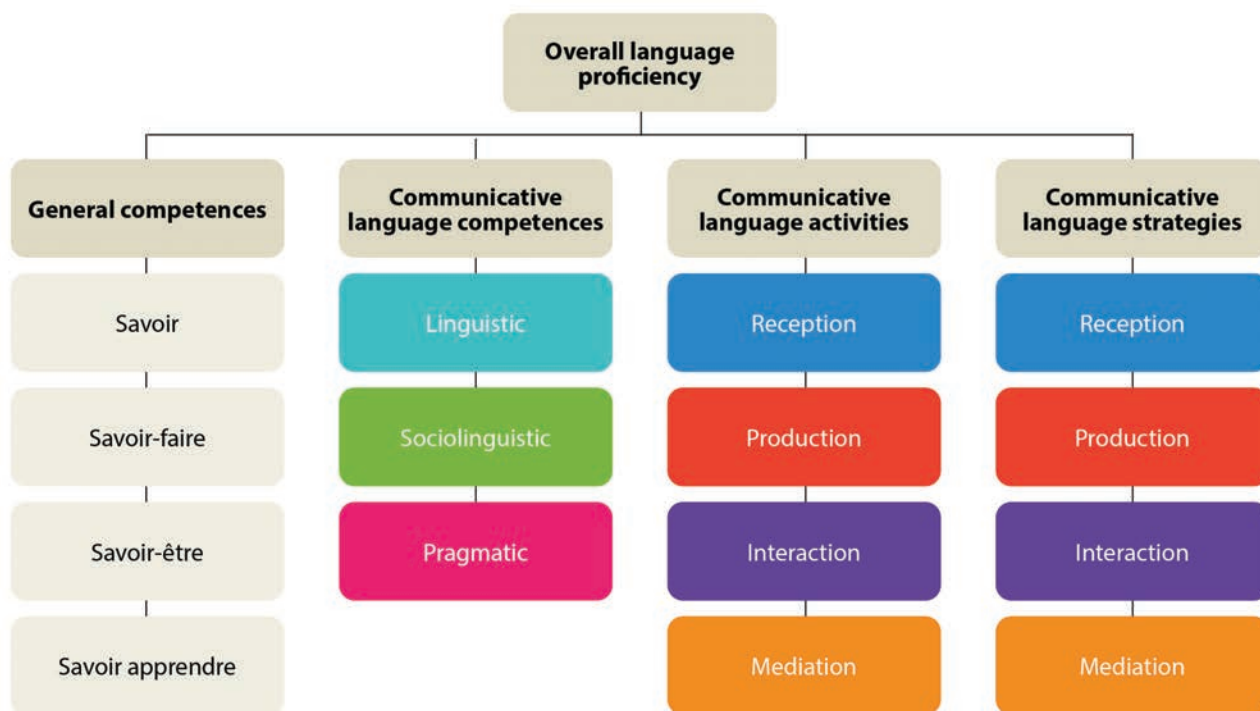 Overall language
proficiency
General competences
Communicative
language competences
Communicative
language activities
Communicative
language strategies
Savoir
Linguistic
Reception
Reception
Savoir-faire
Sociolinguistic
Production
Production
Savoir-être
Pragmatic
Interaction
Interaction
Savoir apprendre
Mediation
Mediation